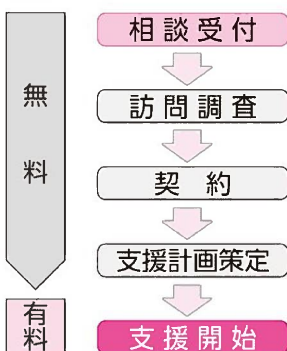 無料
相談受付
訪問調査
契約
支援計画策定
有料
支援開始